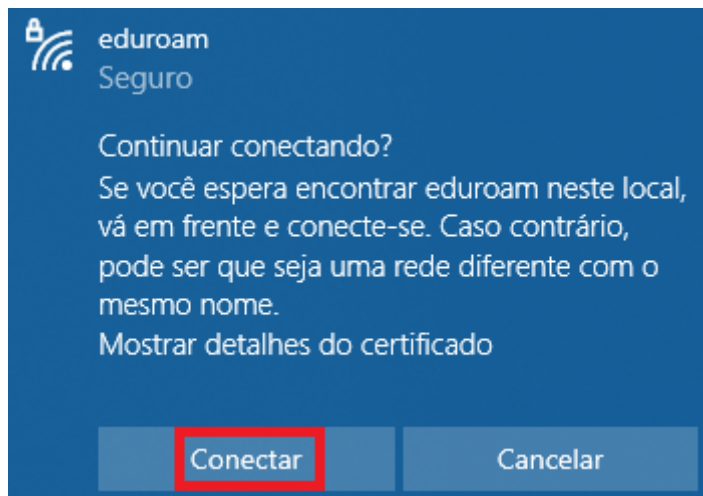 eduroam
Seguro
Continuar conectando?
Se você espera encontrar eduroam neste local,
vá em frente e conecte-se. Caso contrário,
pode ser que seja uma rede diferente com o
mesmo nome.
Mostrar detalhes do certificado
Conectar
Cancelar